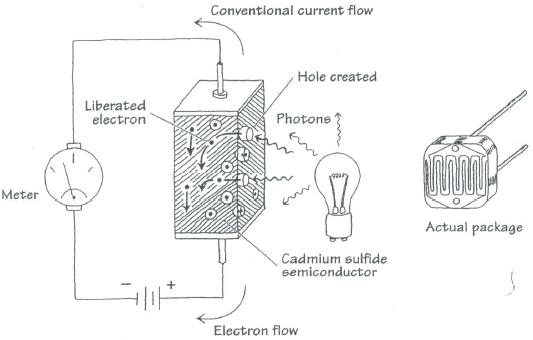 Conventional current flow
Hole created
Liberated
electron
Photons
Meter
Actual package
Cadmium sulfide
semiconductor
− +
Electron flow